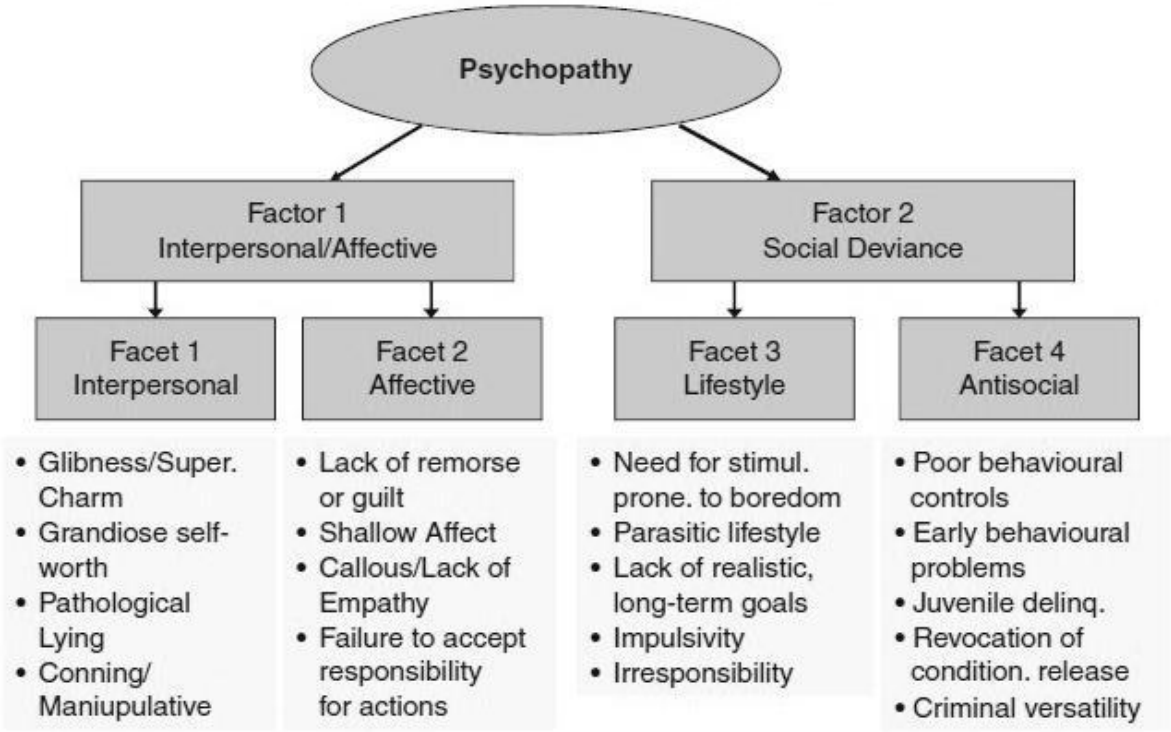 Psychopathy
Factor 1
Interpersonal/Affective
Factor 2
Social Deviance
Facet 1
Interpersonal
Facet 2
Affective
Facet 3
Lifestyle
Facet 4
Antisocial
• Glibness/Super.
Charm
• Grandiose self-
worth
• Pathological
Lying
• Conning/
Maniupulative
• Lack of remorse
or guilt
• Shallow Affect
• Callous/Lack of
Empathy
• Failure to accept
responsibility
for actions
• Need for stimul.
prone. to boredom
• Parasitic lifestyle
• Lack of realistic,
long-term goals
• Impulsivity
• Irresponsibility
• Poor behavioural
controls
• Early behavioural
problems
• Juvenile delinq.
• Revocation of
condition. release
• Criminal versatility